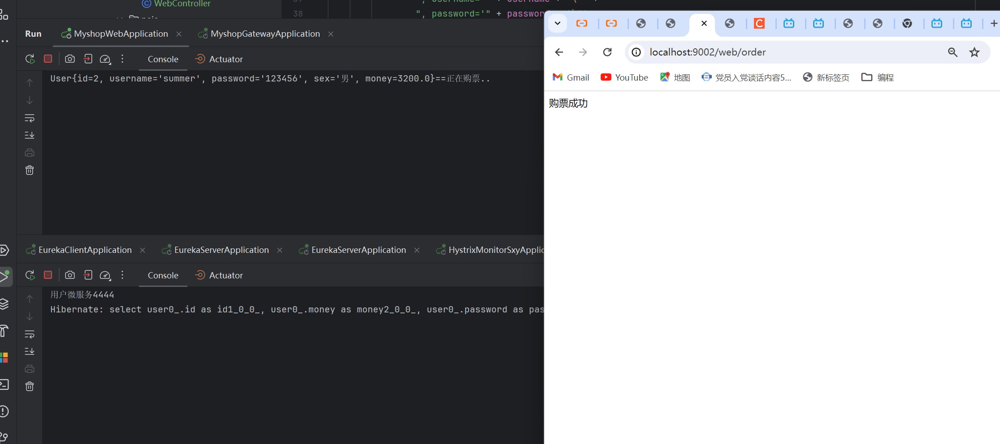 WebController
38 ", password='" + passwor
Run MyshopWebApplication MyshopGatewayApplication
Console Actuator
User{id=2, username='summer', password='123456', sex='男', money=3200.0}==正在购票..
EurekaClientApplication EurekaServerApplication EurekaServerApplication HystrixMonitorSxyApplic
Console Actuator
用户微服务4444
Hibernate: select user0_.id as id1_0_0_, user0_.money as money2_0_0_, user0_.password as pas
localhost:9002/web/order
Gmail YouTube 地图 党员入党谈话内容5... 新标签页 编程
购票成功